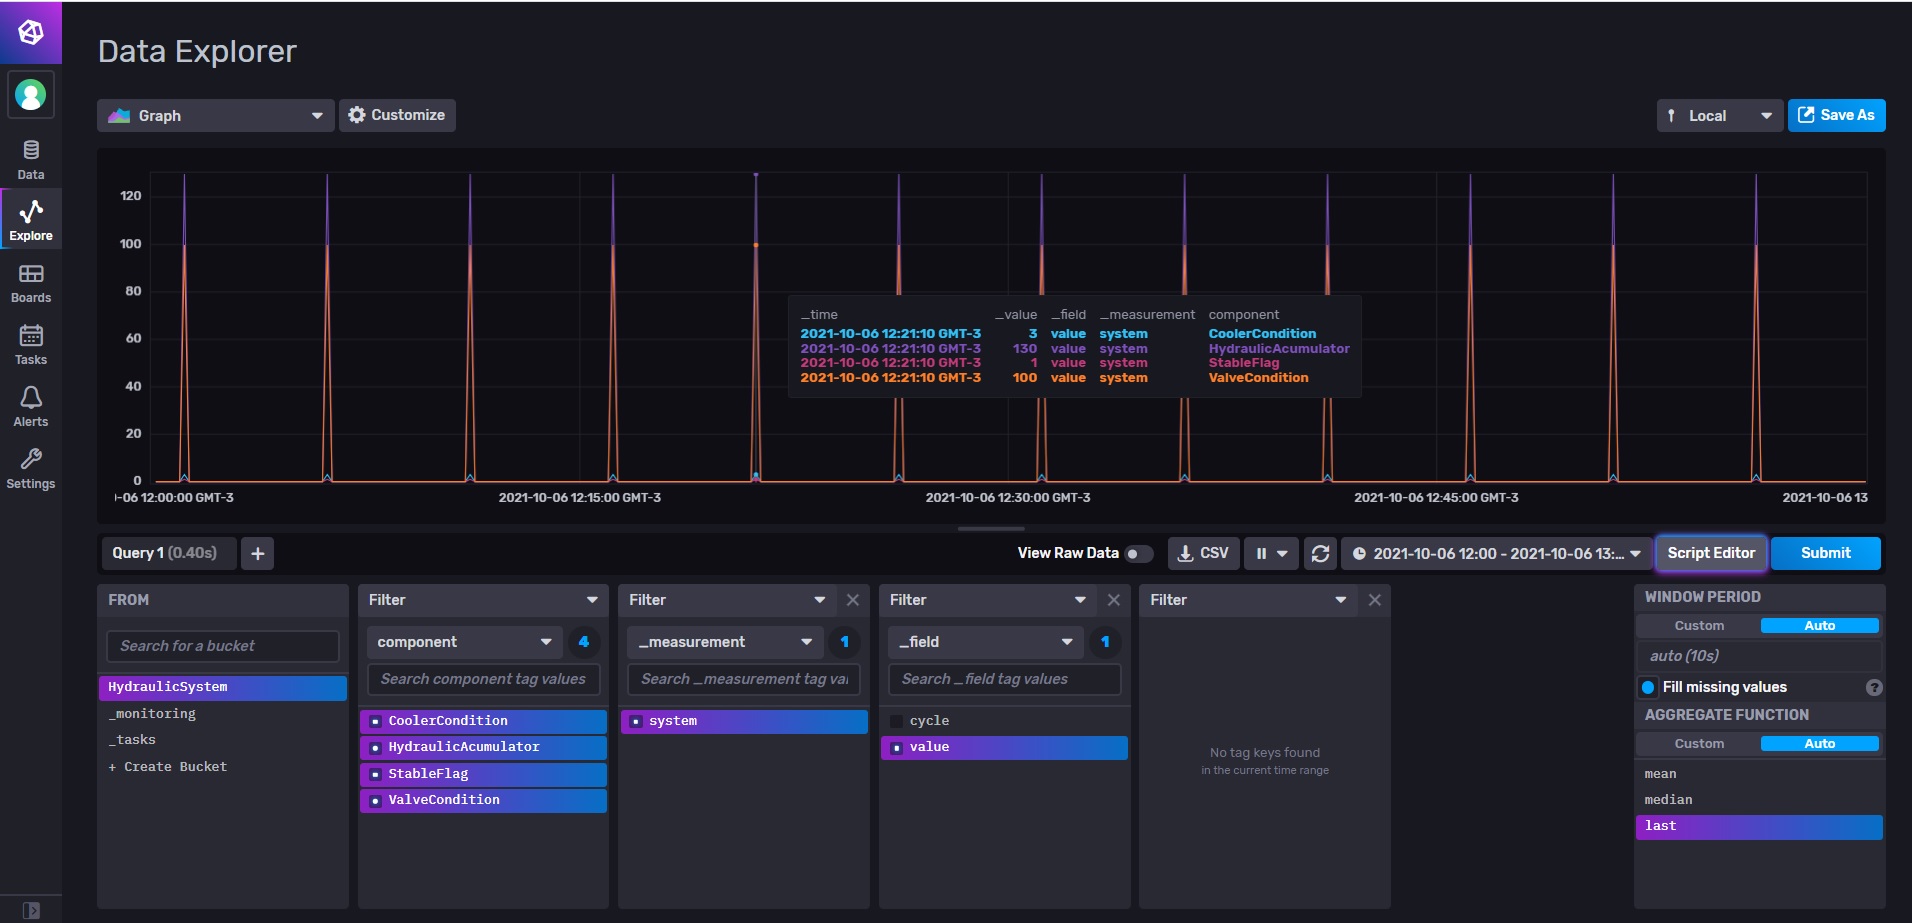 Data Explorer
Graph
Customize
Local
Save As
Data
Explore
Boards
Tasks
Alerts
Settings
120
100
80
60
40
20
0
_time _value _field _measurement component
2021-10-06 12:21:10 GMT-3 3 value system CoolerCondition
2021-10-06 12:21:10 GMT-3 130 value system HydraulicAcumulator
2021-10-06 12:21:10 GMT-3 1 value system StableFlag
2021-10-06 12:21:10 GMT-3 100 value system ValveCondition
-06 12:00:00 GMT-3 2021-10-06 12:15:00 GMT-3 2021-10-06 12:30:00 GMT-3 2021-10-06 12:45:00 GMT-3 2021-10-06 13
Query 1 (0.40s)
+
View Raw Data
CSV
2021-10-06 12:00 - 2021-10-06 13:...
Script Editor
Submit
FROM
Search for a bucket
HydraulicSystem
_monitoring
_tasks
+ Create Bucket
Filter
component 4
Search component tag values
CoolerCondition
HydraulicAcumulator
StableFlag
ValveCondition
Filter
_measurement 1
Search _measurement tag val
system
Filter
_field 1
Search _field tag values
cycle
value
Filter
No tag keys found
in the current time range
WINDOW PERIOD
Custom Auto
auto (10s)
Fill missing values ?
AGGREGATE FUNCTION
Custom Auto
mean
median
last